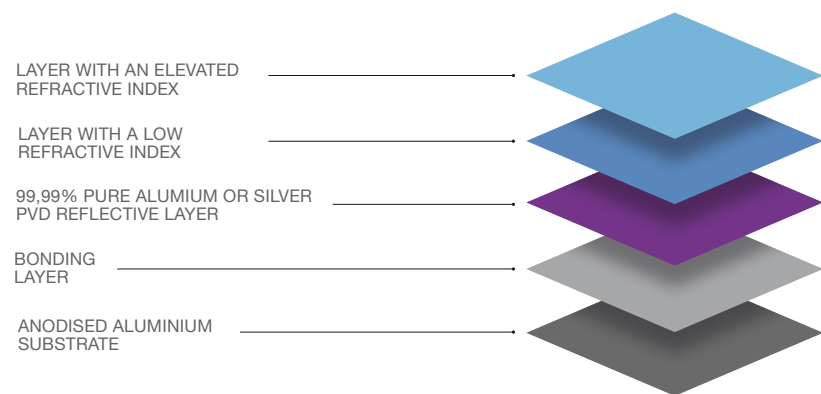 LAYER WITH AN ELEVATED
REFRACTIVE INDEX
LAYER WITH A LOW
REFRACTIVE INDEX
99,99% PURE ALUMIUM OR SILVER
PVD REFLECTIVE LAYER
BONDING
LAYER
ANODISED ALUMINIUM
SUBSTRATE